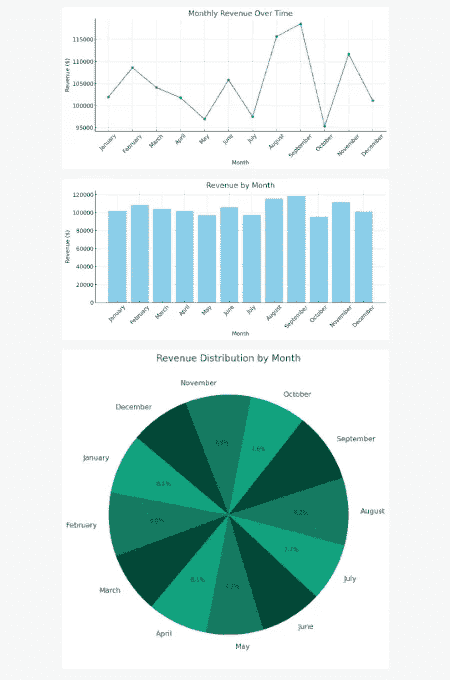 Monthly Revenue Over Time
115000
110000
105000
100000
95000
Revenue ($)
January
February
March
April
May
June
July
August
September
October
November
December
Month
Revenue by Month
120000
100000
80000
60000
40000
20000
0
Revenue ($)
January
February
March
April
May
June
July
August
September
October
November
December
Month
Revenue Distribution by Month
November
October
December
September
January
August
February
July
March
June
April
May